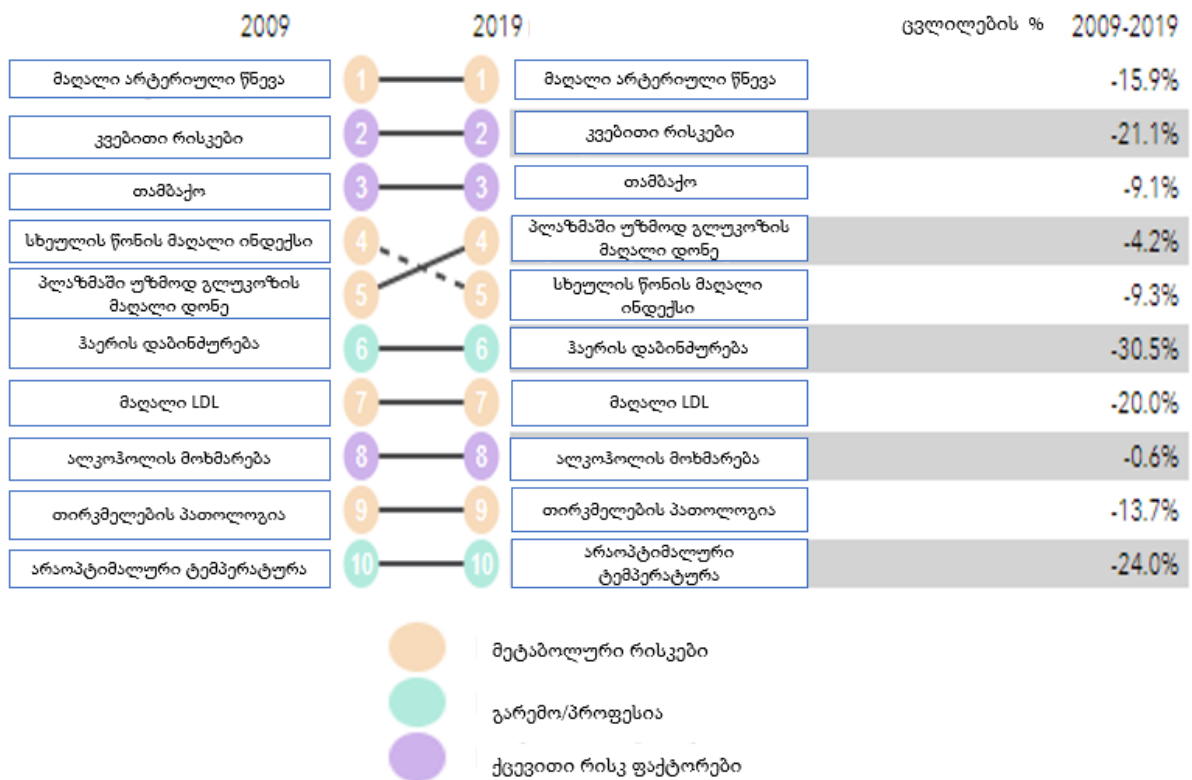 2009 2019 ცვლილების % 2009-2019
მაღალი არტერიული წნევა 1 1 მაღალი არტერიული წნევა -15.9%
კვებითი რისკები 2 2 კვებითი რისკები -21.1%
თამბაქო 3 3 თამბაქო -9.1%
სხეულის წონის მაღალი ინდექსი 4 4 პლაზმაში უზმოდ გლუკოზის
მაღალი დონე -4.2%
პლაზმაში უზმოდ გლუკოზის
მაღალი დონე 5 5 სხეულის წონის მაღალი
ინდექსი -9.3%
ჰაერის დაბინძურება 6 6 ჰაერის დაბინძურება -30.5%
მაღალი LDL 7 7 მაღალი LDL -20.0%
ალკოჰოლის მოხმარება 8 8 ალკოჰოლის მოხმარება -0.6%
თირკმელების პათოლოგია 9 9 თირკმელების პათოლოგია -13.7%
არაოპტიმალური ტემპერატურა 10 10 არაოპტიმალური
ტემპერატურა -24.0%
მეტაბოლური რისკები
გარემო/პროფესია
ქცევითი რისკ ფაქტორები